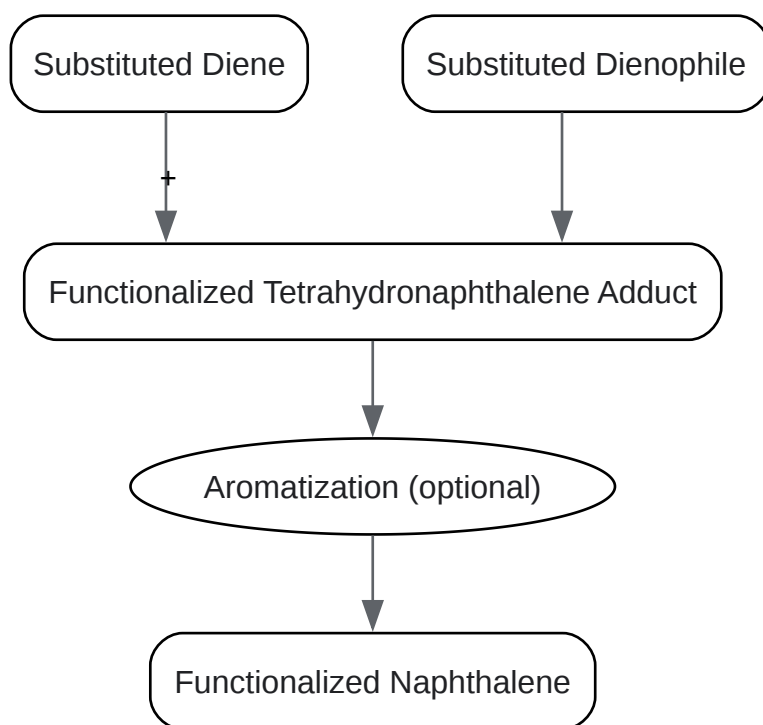 Substituted Diene
Substituted Dienophile
+
Functionalized Tetrahydronaphthalene Adduct
Aromatization (optional)
Functionalized Naphthalene